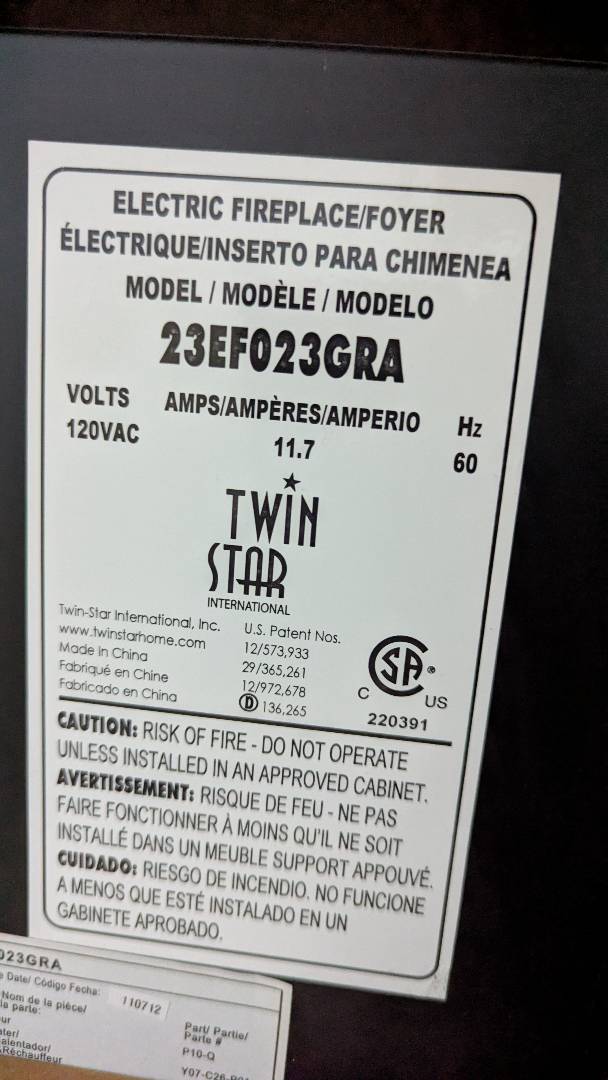 ELECTRIC FIREPLACE/FOYER
ÉLECTRIQUE/INSERTO PARA CHIMENEA
MODEL / MODÈLE / MODELO
23EF023GRA
VOLTS AMPS/AMPÈRES/AMPERIO Hz
120VAC 11.7 60
TWIN
STAR
INTERNATIONAL
Twin-Star International, Inc.
www.twinstarhome.com
Made in China
Fabriqué en Chine
Fabricado en China
U.S. Patent Nos.
12/573,933
29/365,261
12/972,678
D 136,265
SA
C US
220391
CAUTION: RISK OF FIRE - DO NOT OPERATE
UNLESS INSTALLED IN AN APPROVED CABINET.
AVERTISSEMENT: RISQUE DE FEU - NE PAS
FAIRE FONCTIONNER À MOINS QU'IL NE SOIT
INSTALLÉ DANS UN MEUBLE SUPPORT APPOUVÉ.
CUIDADO: RIESGO DE INCENDIO. NO FUNCIONE
A MENOS QUE ESTÉ INSTALADO EN UN
GABINETE APROBADO.
023GRA
Date/ Código Fecha: 110712
Nom de la pièce/
la parte:
Part/ Partie/
Parte #
P10-Q
Réchauffeur